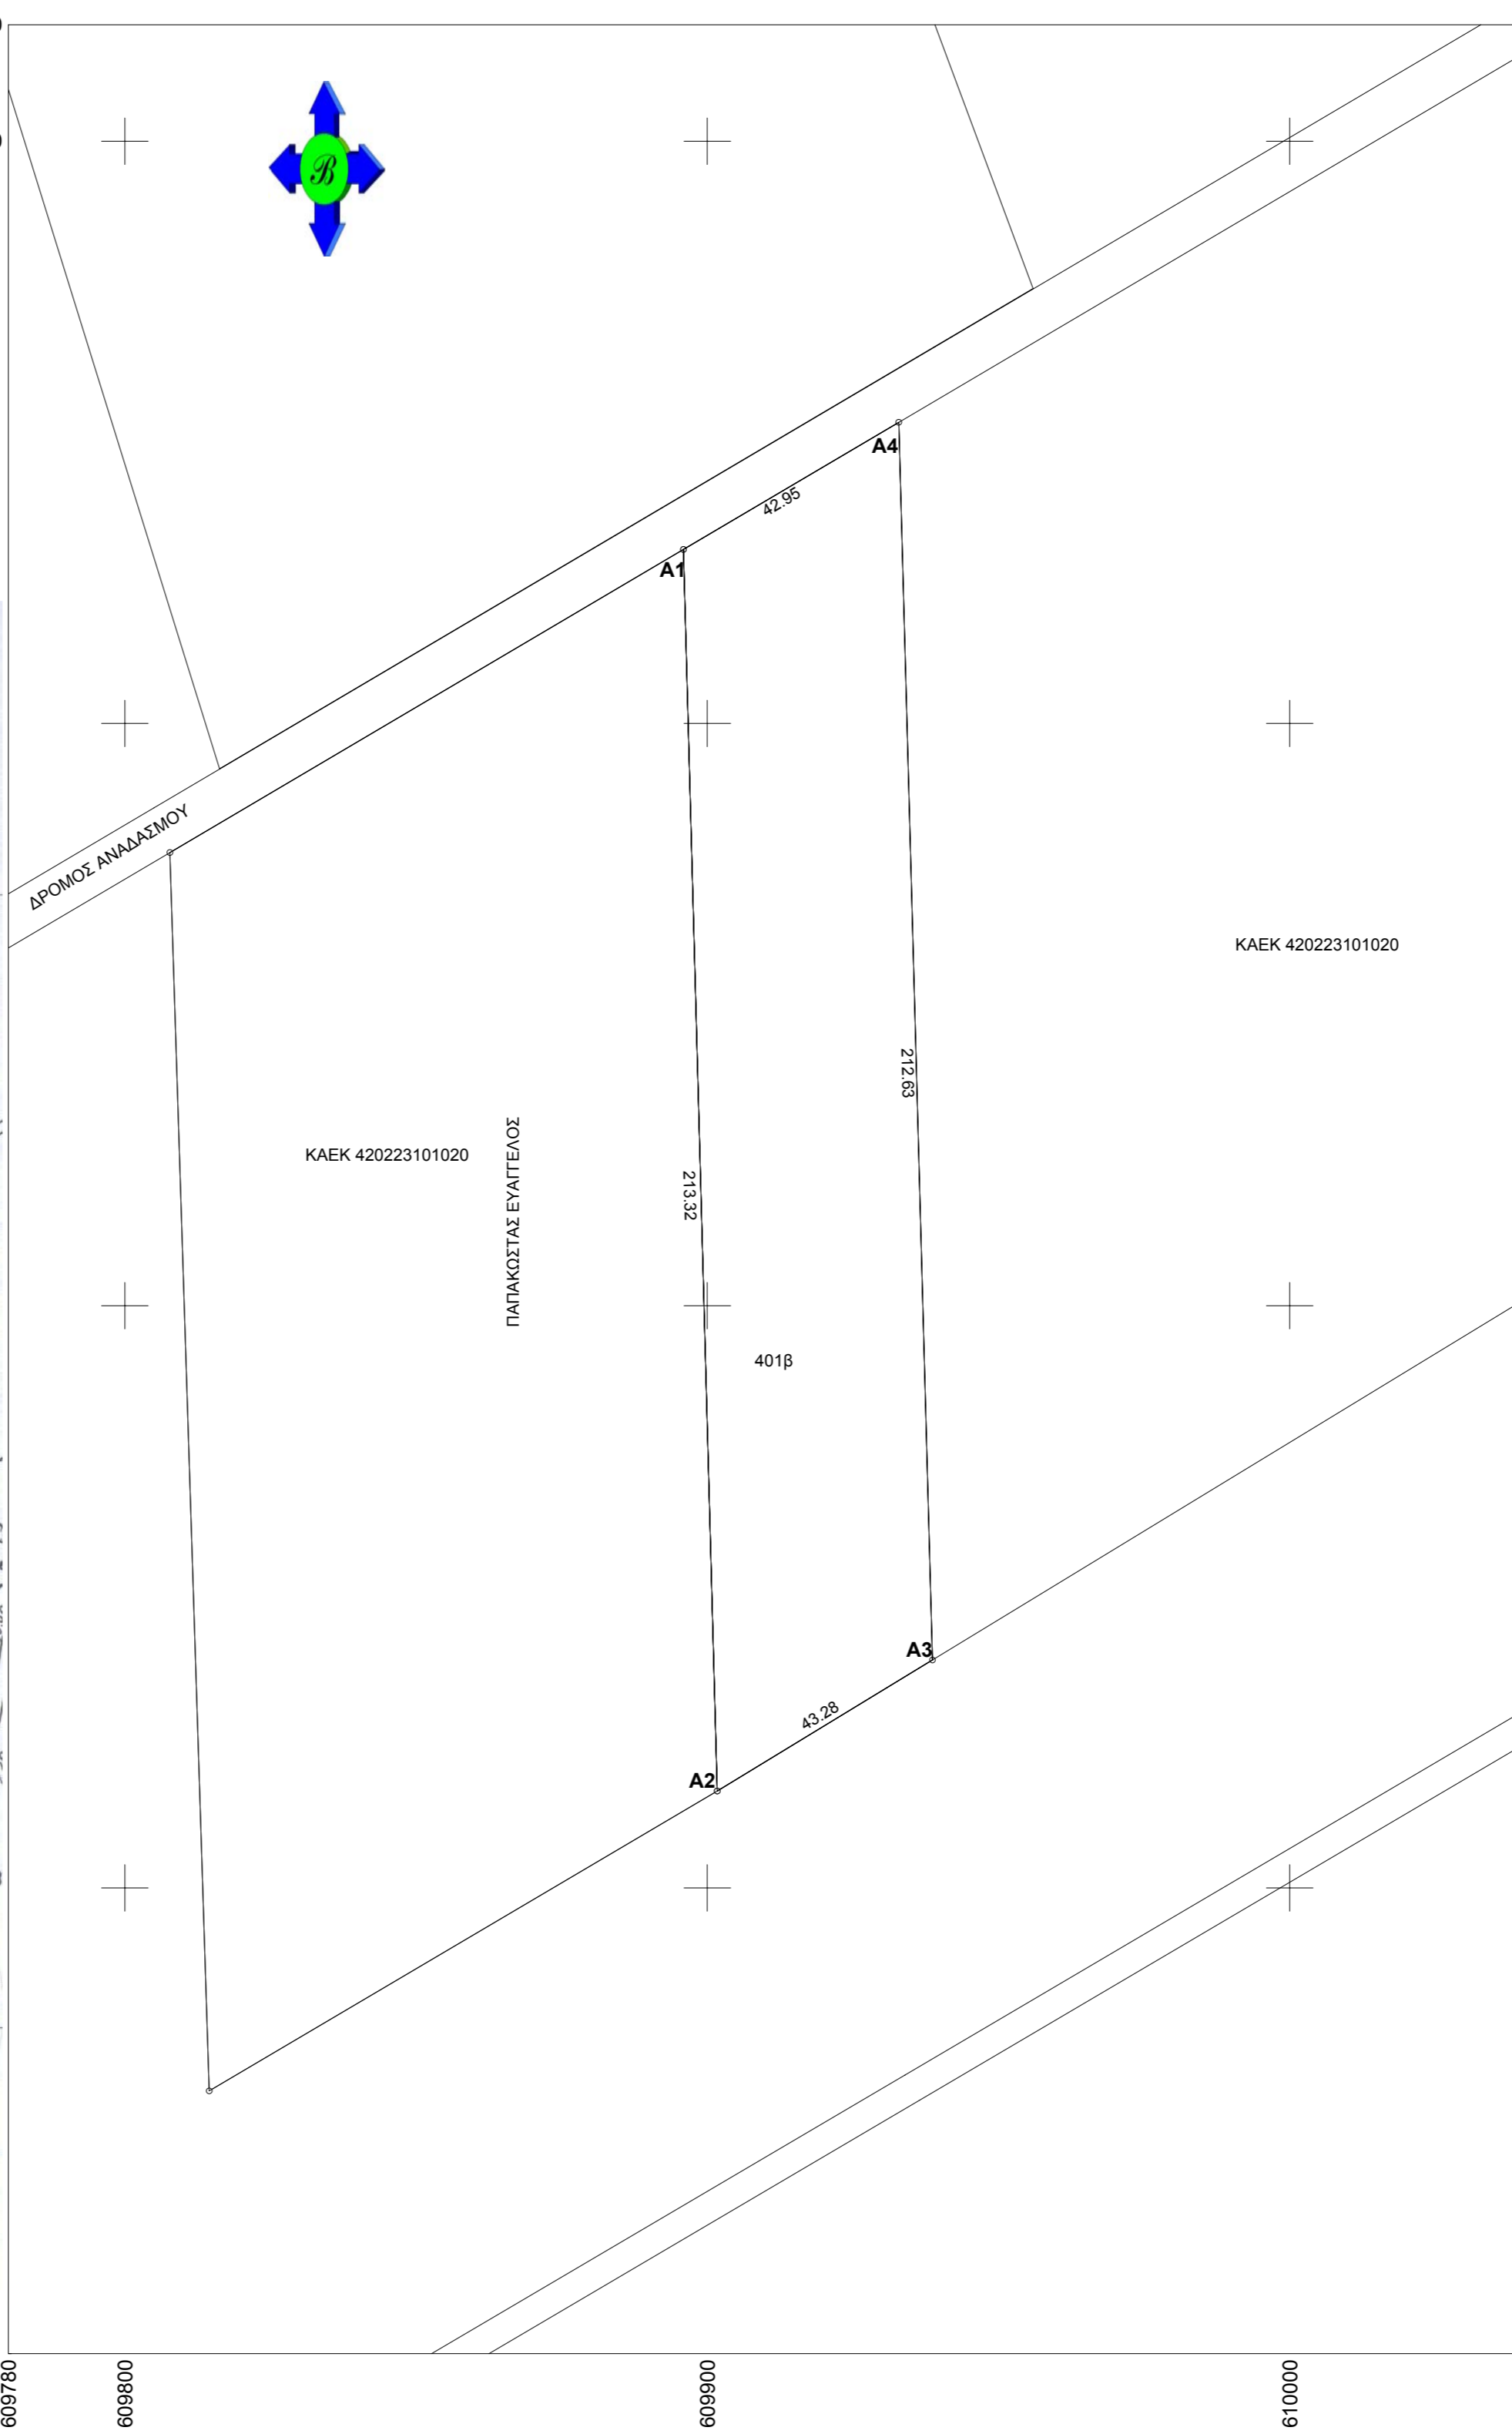 B
A4
42.95
A1
ΔΡΟΜΟΣ ΑΝΑΔΑΣΜΟΥ
ΚΑΕΚ 420223101020
212.63
ΚΑΕΚ 420223101020
ΠΑΠΑΚΩΣΤΑΣ ΕΥΑΓΓΕΛΟΣ
213.32
401β
A3
43.28
A2
609780
609800
609900
610000